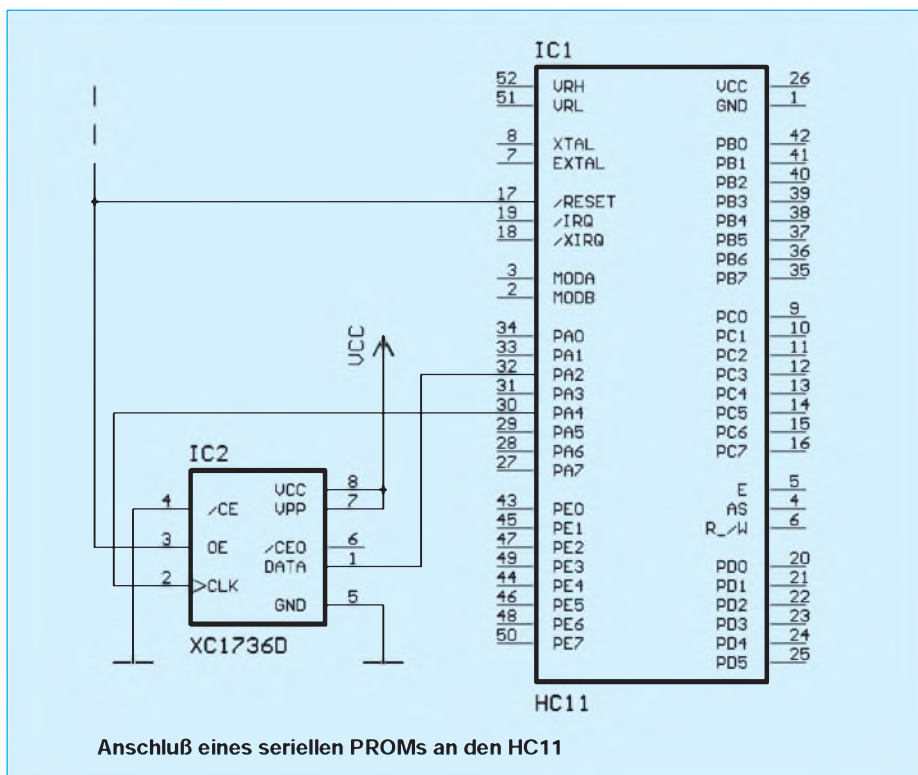 IC1
52 VRH VCC 26
51 VRL GND 1
8 XTAL PB0 42
7 EXTAL PB1 41
PB2 40
17 /RESET PB3 39
19 /IRQ PB4 38
18 /XIRQ PB5 37
PB6 36
3 MODA PB7 35
2 MODB
PC0 9
34 PA0 PC1 10
33 PA1 PC2 11
32 PA2 PC3 12
31 PA3 PC4 13
30 PA4 PC5 14
29 PA5 PC6 15
28 PA6 PC7 16
27 PA7
E 5
43 PE0 AS 4
45 PE1 R_/W 6
47 PE2
49 PE3 PD0 20
44 PE4 PD1 21
46 PE5 PD2 22
48 PE6 PD3 23
50 PE7 PD4 24
PD5 25
HC11
VCC
IC2
VCC 8
4 /CE VPP 7
3 OE /CEO 6
DATA 1
2 >CLK
GND 5
XC1736D
Anschluß eines seriellen PROMs an den HC11